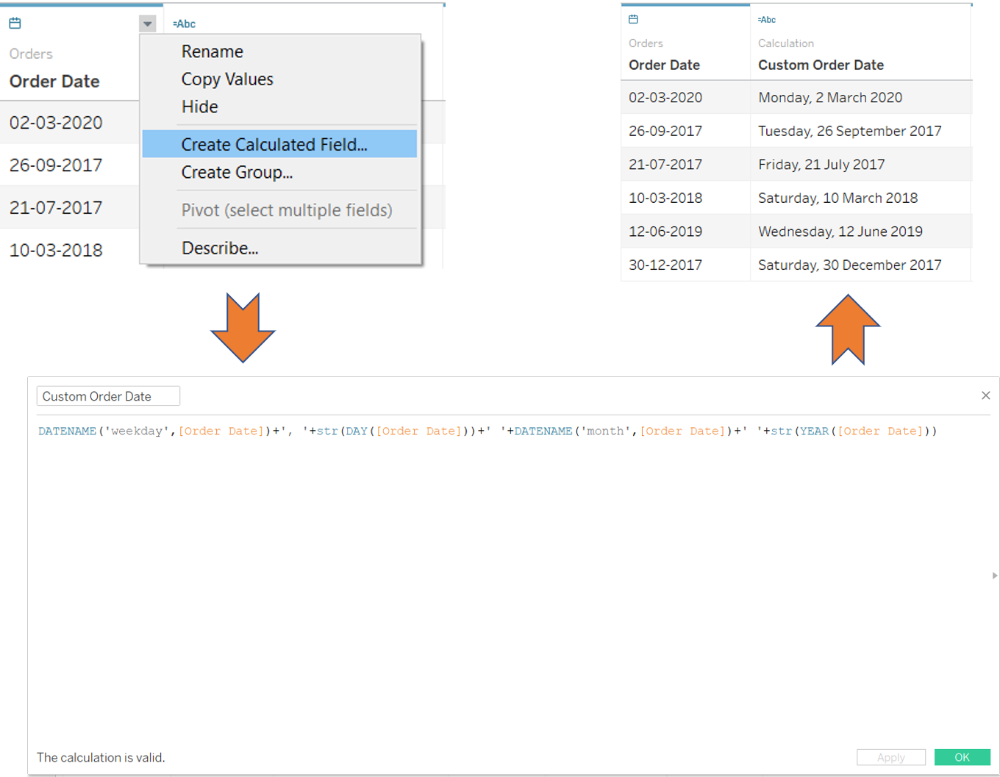 =Abc
Orders
Order Date
02-03-2020
26-09-2017
21-07-2017
10-03-2018
Rename
Copy Values
Hide
Create Calculated Field...
Create Group...
Pivot (select multiple fields)
Describe...
=Abc
Orders Calculation
Order Date Custom Order Date
02-03-2020 Monday, 2 March 2020
26-09-2017 Tuesday, 26 September 2017
21-07-2017 Friday, 21 July 2017
10-03-2018 Saturday, 10 March 2018
12-06-2019 Wednesday, 12 June 2019
30-12-2017 Saturday, 30 December 2017
Custom Order Date
DATENAME('weekday',[Order Date])+', '+str(DAY([Order Date]))+' '+DATENAME('month',[Order Date])+' '+str(YEAR([Order Date]))
The calculation is valid.
Apply OK